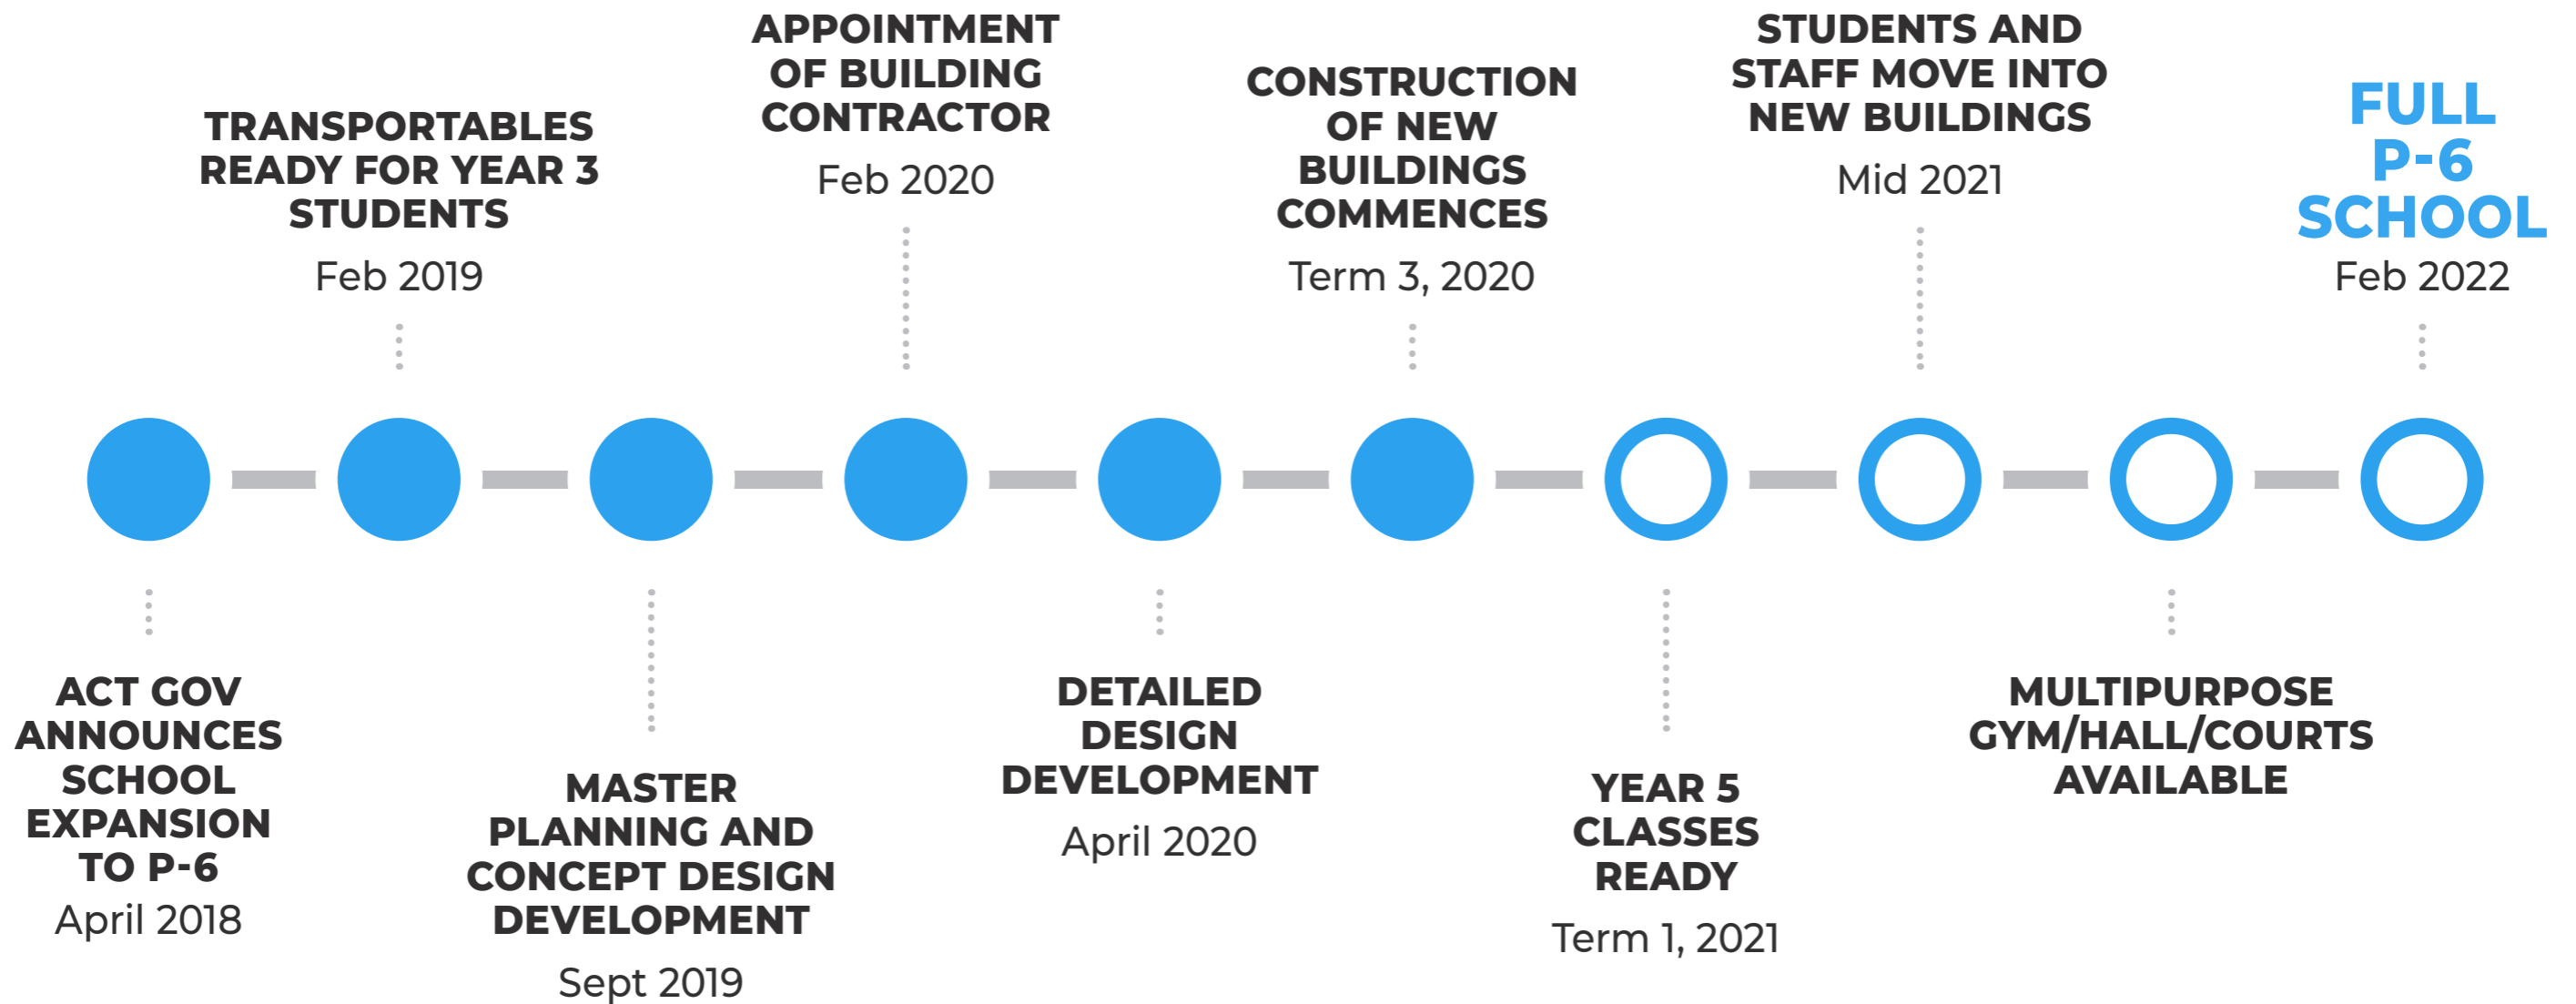 ACT GOV
ANNOUNCES
SCHOOL
EXPANSION
TO P-6
April 2018
TRANSPORTABLES
READY FOR YEAR 3
STUDENTS
Feb 2019
MASTER
PLANNING AND
CONCEPT DESIGN
DEVELOPMENT
Sept 2019
APPOINTMENT
OF BUILDING
CONTRACTOR
Feb 2020
DETAILED
DESIGN
DEVELOPMENT
April 2020
CONSTRUCTION
OF NEW
BUILDINGS
COMMENCES
Term 3, 2020
YEAR 5
CLASSES
READY
Term 1, 2021
STUDENTS AND
STAFF MOVE INTO
NEW BUILDINGS
Mid 2021
MULTIPURPOSE
GYM/HALL/COURTS
AVAILABLE
FULL
P-6
SCHOOL
Feb 2022